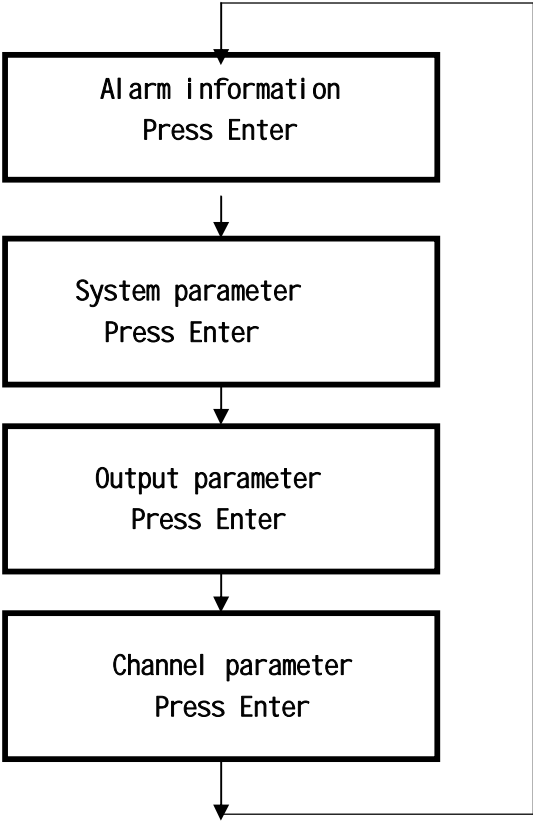 Alarm information
Press Enter
System parameter
Press Enter
Output parameter
Press Enter
Channel parameter
Press Enter